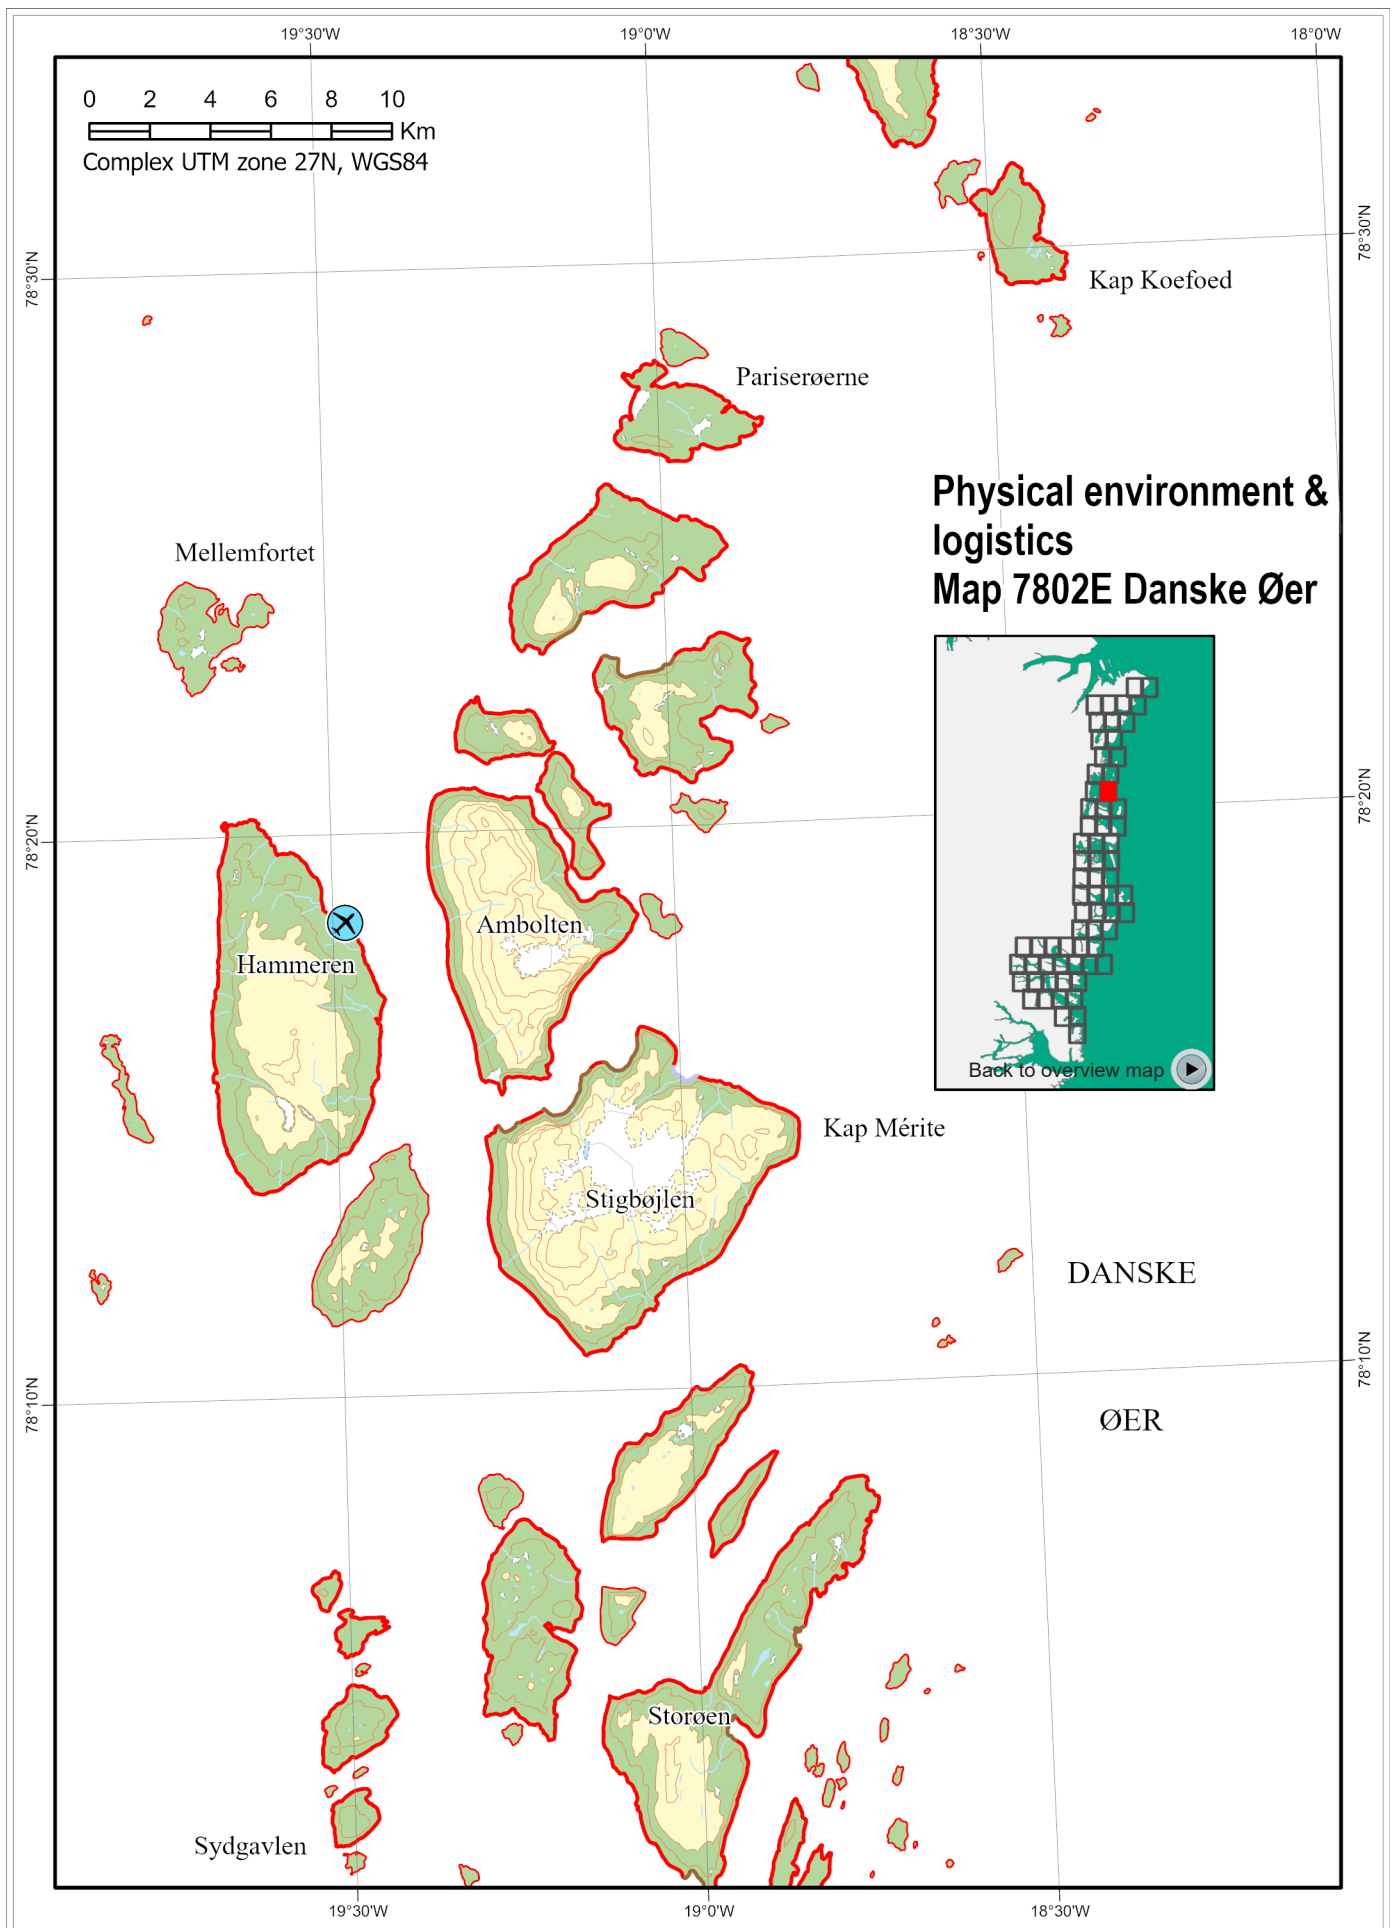 19°30'W
19°0'W
18°30'W
18°0'W
0 2 4 6 8 10
Km
Complex UTM zone 27N, WGS84
78°30'N
78°30'N
Kap Koefoed
Pariserøerne
Physical environment &
logistics
Map 7802E Danske Øer
Mellemfortet
78°20'N
78°20'N
Ambolten
Hammeren
Back to overview map
Kap Mérite
Stigbøjlen
DANSKE
78°10'N
78°10'N
ØER
Storøen
Sydgavlen
19°30'W
19°0'W
18°30'W